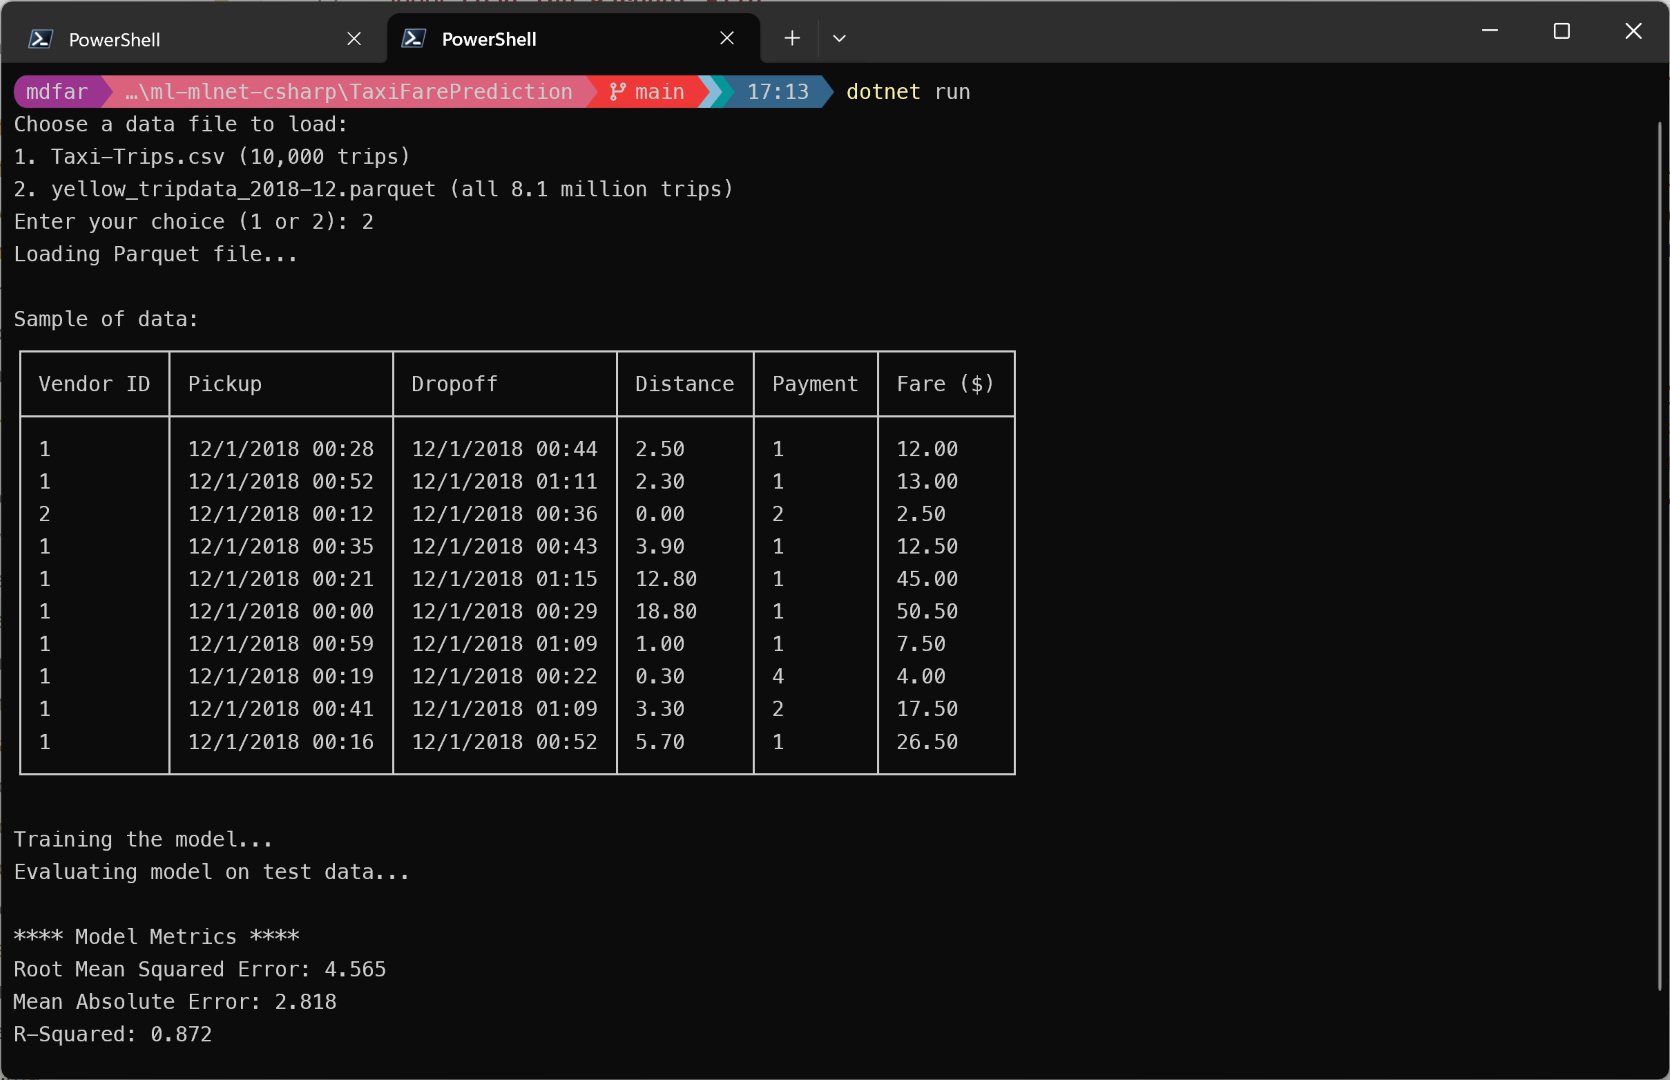 PowerShell
PowerShell
mdfar …\ml-mlnet-csharp\TaxiFarePrediction main 17:13 dotnet run
Choose a data file to load:
1. Taxi-Trips.csv (10,000 trips)
2. yellow_tripdata_2018-12.parquet (all 8.1 million trips)
Enter your choice (1 or 2): 2
Loading Parquet file...
Sample of data:
Vendor ID Pickup Dropoff Distance Payment Fare ($)
1 12/1/2018 00:28 12/1/2018 00:44 2.50 1 12.00
1 12/1/2018 00:52 12/1/2018 01:11 2.30 1 13.00
2 12/1/2018 00:12 12/1/2018 00:36 0.00 2 2.50
1 12/1/2018 00:35 12/1/2018 00:43 3.90 1 12.50
1 12/1/2018 00:21 12/1/2018 01:15 12.80 1 45.00
1 12/1/2018 00:00 12/1/2018 00:29 18.80 1 50.50
1 12/1/2018 00:59 12/1/2018 01:09 1.00 1 7.50
1 12/1/2018 00:19 12/1/2018 00:22 0.30 4 4.00
1 12/1/2018 00:41 12/1/2018 01:09 3.30 2 17.50
1 12/1/2018 00:16 12/1/2018 00:52 5.70 1 26.50
Training the model...
Evaluating model on test data...
**** Model Metrics ****
Root Mean Squared Error: 4.565
Mean Absolute Error: 2.818
R-Squared: 0.872